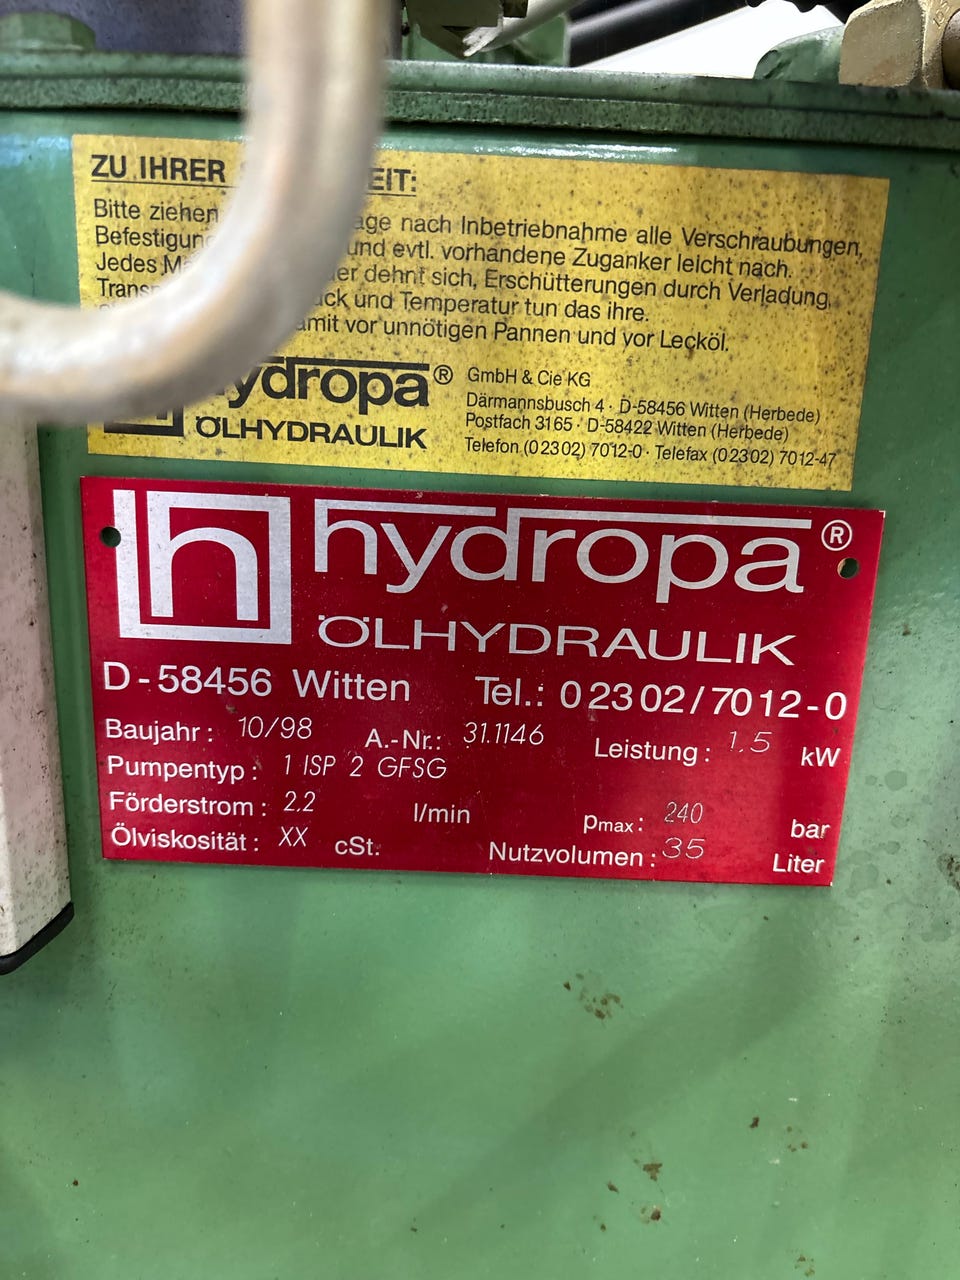 ZU IHRER EIT:
Bitte ziehen age nach Inbetriebnahme alle Verschraubungen,
Befestigung und evtl. vorhandene Zuganker leicht nach.
Jedes dehnt sich, Erschütterungen durch Verladung,
Trans und Temperatur tun das ihre.
amit vor unnötigen Pannen und vor Lecköl.
hydropa® GmbH & Cie KG
ÖLHYDRAULIK Därmannsbusch 4 · D-58456 Witten (Herbede)
Postfach 3165 · D-58422 Witten (Herbede)
Telefon (02302) 7012-0 · Telefax (02302) 7012-47
h hydropa®
ÖLHYDRAULIK
D-58456 Witten Tel.: 02302/7012-0
Baujahr: 10/98 A.-Nr.: 31.1146 Leistung: 1,5 kW
Pumpentyp: 1 ISP 2 GFSG
Förderstrom: 2.2 l/min pmax: 240 bar
Ölviskosität: XX cSt. Nutzvolumen: 35 Liter